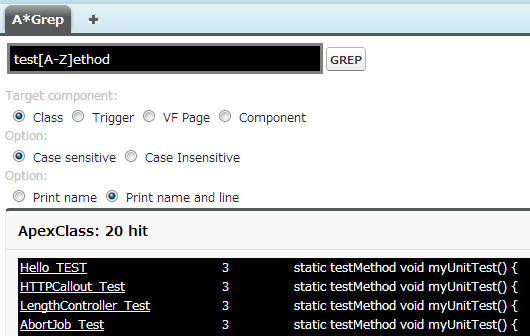 A*Grep +
test[A-Z]ethod GREP
Target component:
Class Trigger VF Page Component
Option:
Case sensitive Case Insensitive
Option:
Print name Print name and line
ApexClass: 20 hit
Hello_TEST 3 static testMethod void myUnitTest() {
HTTPCallout_Test 3 static testMethod void myUnitTest() {
LengthController_Test 3 static testMethod void myUnitTest() {
AbortJob_Test 3 static testMethod void myUnitTest() {